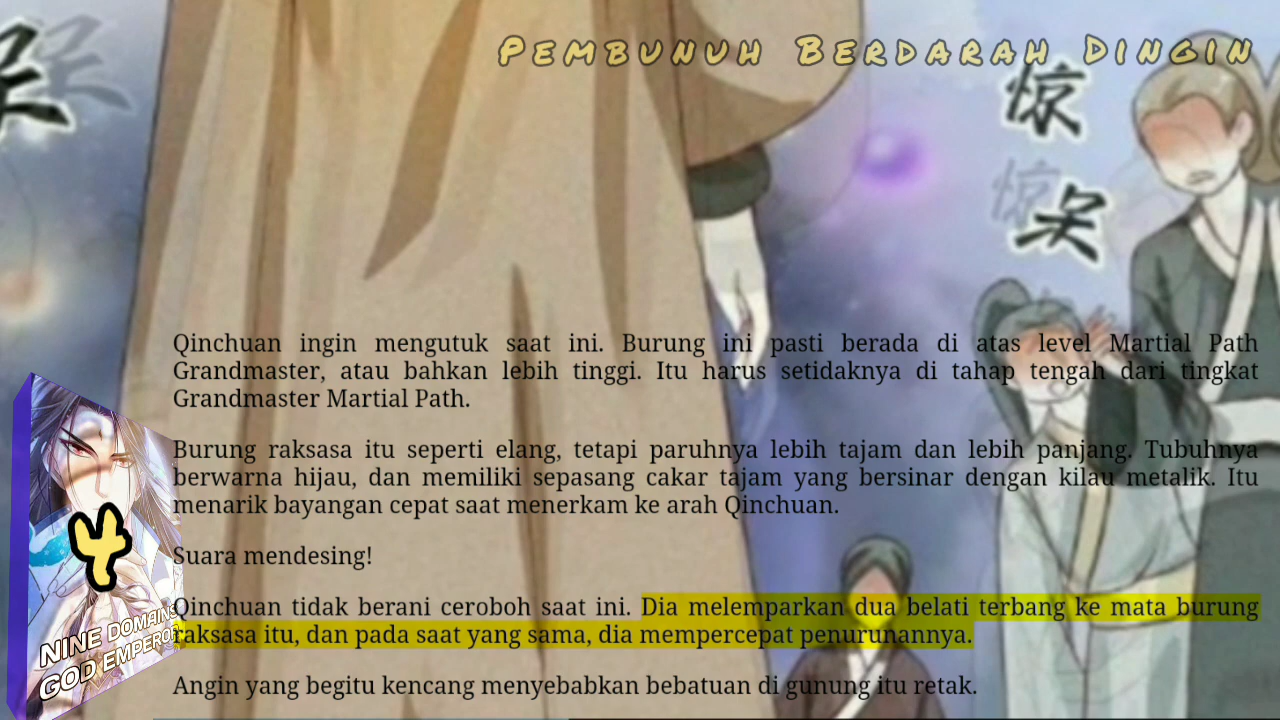 Pembunuh Berdarah Dingin
呆
惊
惊
呆
Qinchuan ingin mengutuk saat ini. Burung ini pasti berada di atas level Martial Path
Grandmaster, atau bahkan lebih tinggi. Itu harus setidaknya di tahap tengah dari tingkat
Grandmaster Martial Path.
Burung raksasa itu seperti elang, tetapi paruhnya lebih tajam dan lebih panjang. Tubuhnya
berwarna hijau, dan memiliki sepasang cakar tajam yang bersinar dengan kilau metalik. Itu
menarik bayangan cepat saat menerkam ke arah Qinchuan.
Suara mendesing!
Qinchuan tidak berani ceroboh saat ini. Dia melemparkan dua belati terbang ke mata burung
raksasa itu, dan pada saat yang sama, dia mempercepat penurunannya.
Angin yang begitu kencang menyebabkan bebatuan di gunung itu retak.
4
NINE DOMAINS
GOD EMPEROR